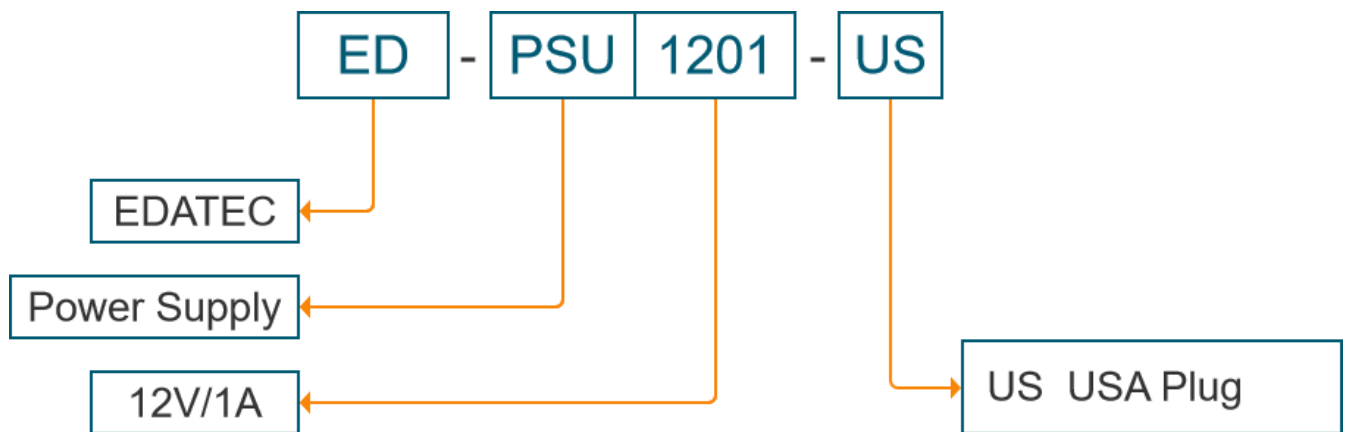 ED - PSU 1201 - US
EDATEC
Power Supply
12V/1A
US USA Plug